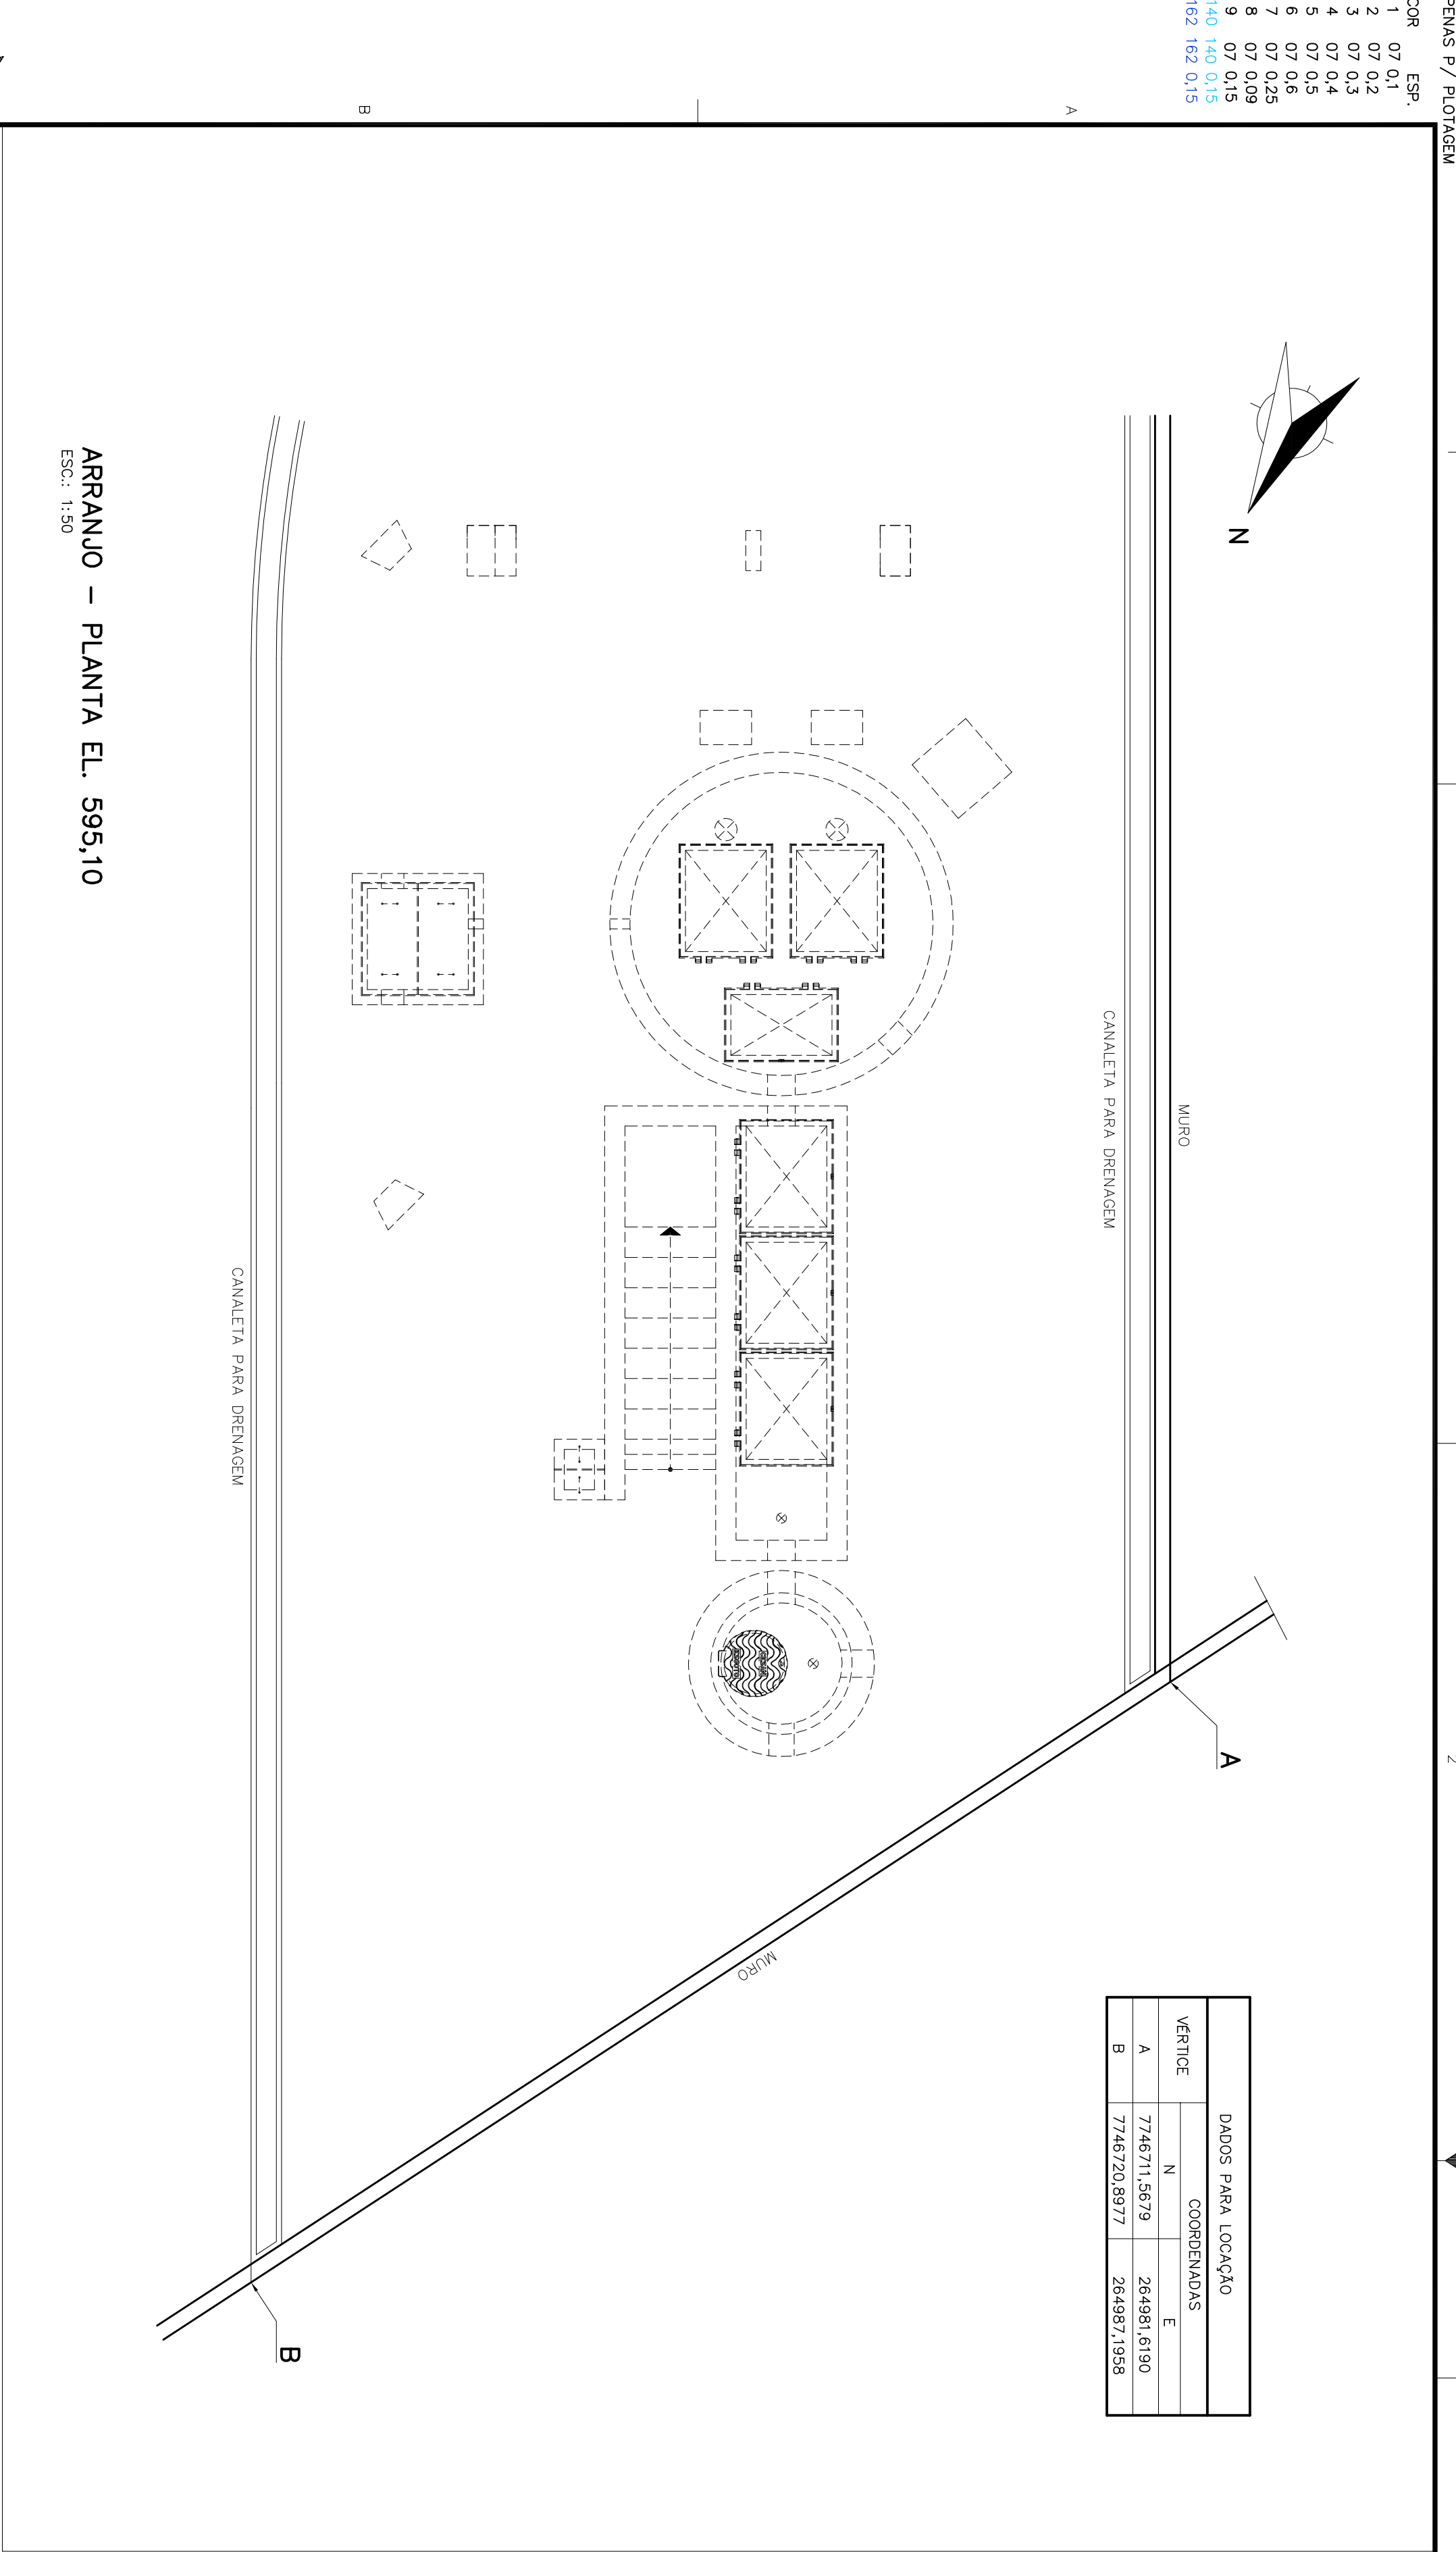 PENAS P/ PLOTAGEM
COR ESP.
1 07 0,1
2 07 0,2
3 07 0,3
4 07 0,4
5 07 0,5
6 07 0,6
7 07 0,25
8 07 0,09
9 07 0,15
140 140 0,15
162 162 0,15
2
A
B
N
MURO
CANALETA PARA DRENAGEM
A
DADOS PARA LOCAÇÃO
VÉRTICE COORDENADAS
N E
A 7746711,5679 264981,6190
B 7746720,8977 264987,1958
MURO
CANALETA PARA DRENAGEM
B
ARRANJO - PLANTA EL. 595,10
ESC.: 1:50